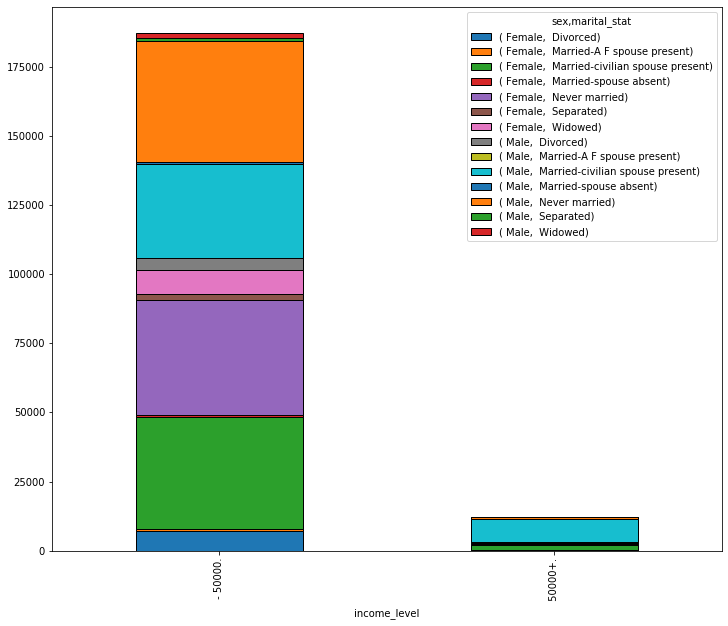 sex,marital_stat
( Female,  Divorced)
( Female,  Married-A F spouse present)
( Female,  Married-civilian spouse present)
( Female,  Married-spouse absent)
( Female,  Never married)
( Female,  Separated)
( Female,  Widowed)
( Male,  Divorced)
( Male,  Married-A F spouse present)
( Male,  Married-civilian spouse present)
( Male,  Married-spouse absent)
( Male,  Never married)
( Male,  Separated)
( Male,  Widowed)
175000
150000
125000
100000
75000
50000
25000
0
- 50000.
50000+.
income_level